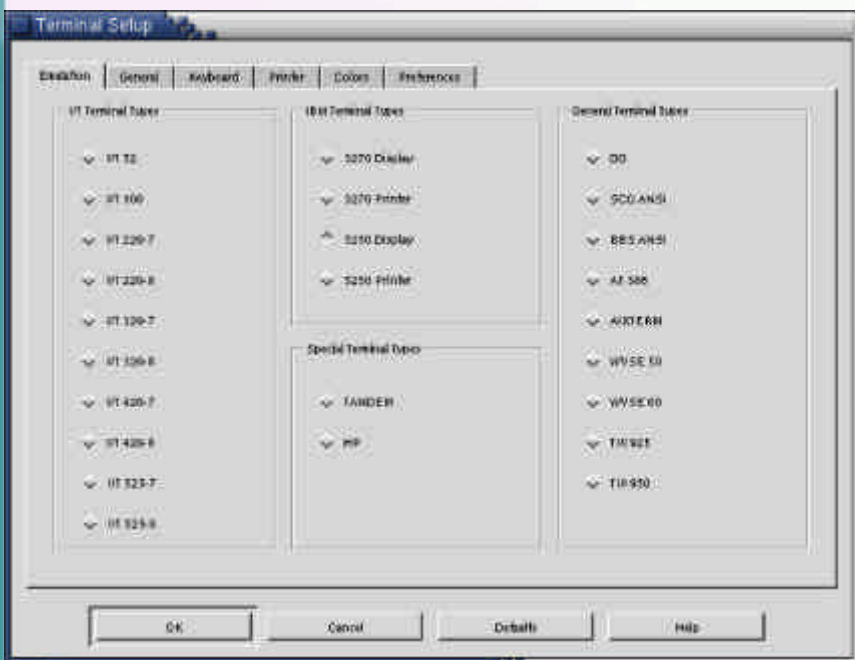 Terminal Setup
Emulation General Keyboard Printer Colors Preferences
VT Terminal Types
VT 52
VT 100
VT 220-7
VT 220-8
VT 320-7
VT 320-8
VT 420-7
VT 420-8
VT 525-7
VT 525-8
IBM Terminal Types
3270 Display
3270 Printer
5250 Display
5250 Printer
Special Terminal Types
TANDEM
HP
General Terminal Types
DG
SCO ANSI
BBS ANSI
AT 386
AIXTERM
WYSE 50
WYSE 60
TVI 925
TVI 950
OK Cancel Defaults Help